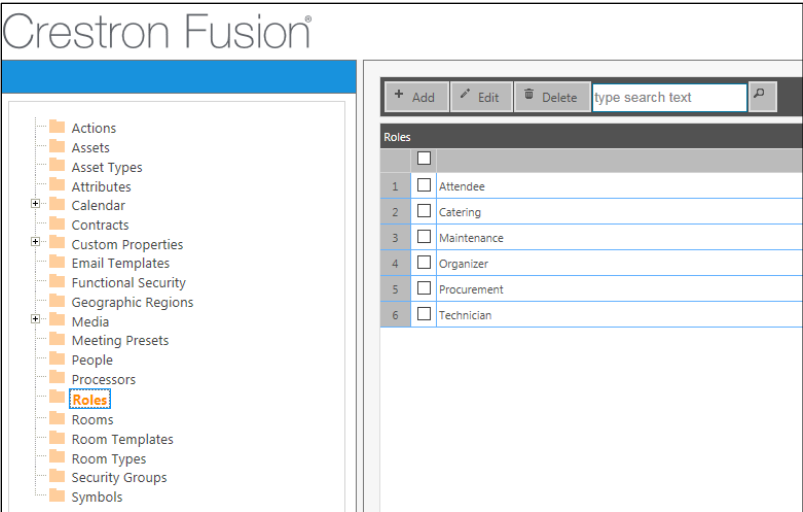 Crestron Fusion®
Actions
Assets
Asset Types
Attributes
Calendar
Contracts
Custom Properties
Email Templates
Functional Security
Geographic Regions
Media
Meeting Presets
People
Processors
Roles
Rooms
Room Templates
Room Types
Security Groups
Symbols
+ Add Edit Delete type search text
Roles
1 Attendee
2 Catering
3 Maintenance
4 Organizer
5 Procurement
6 Technician